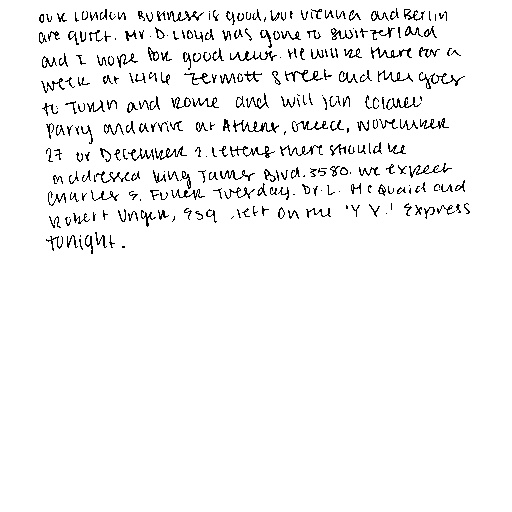 our London Business is good, but Vienna and Berlin
are quiet. Mr. D. Lloyd has gone to Switzerland
and I hope for good news. He will be there for a
week at 1496 Zermott Street and then goes
to Turin and Rome and will join Colonel
Parry and arrive at Athens, Greece, November
27 or December 2. Letters there should be
addressed King James Blvd. 3580. We expect
Charles E. Fuller Tuesday. Dr. L. McQuaid and
Robert Unger, Esq., left on the 'Y.X.' Express
tonight.